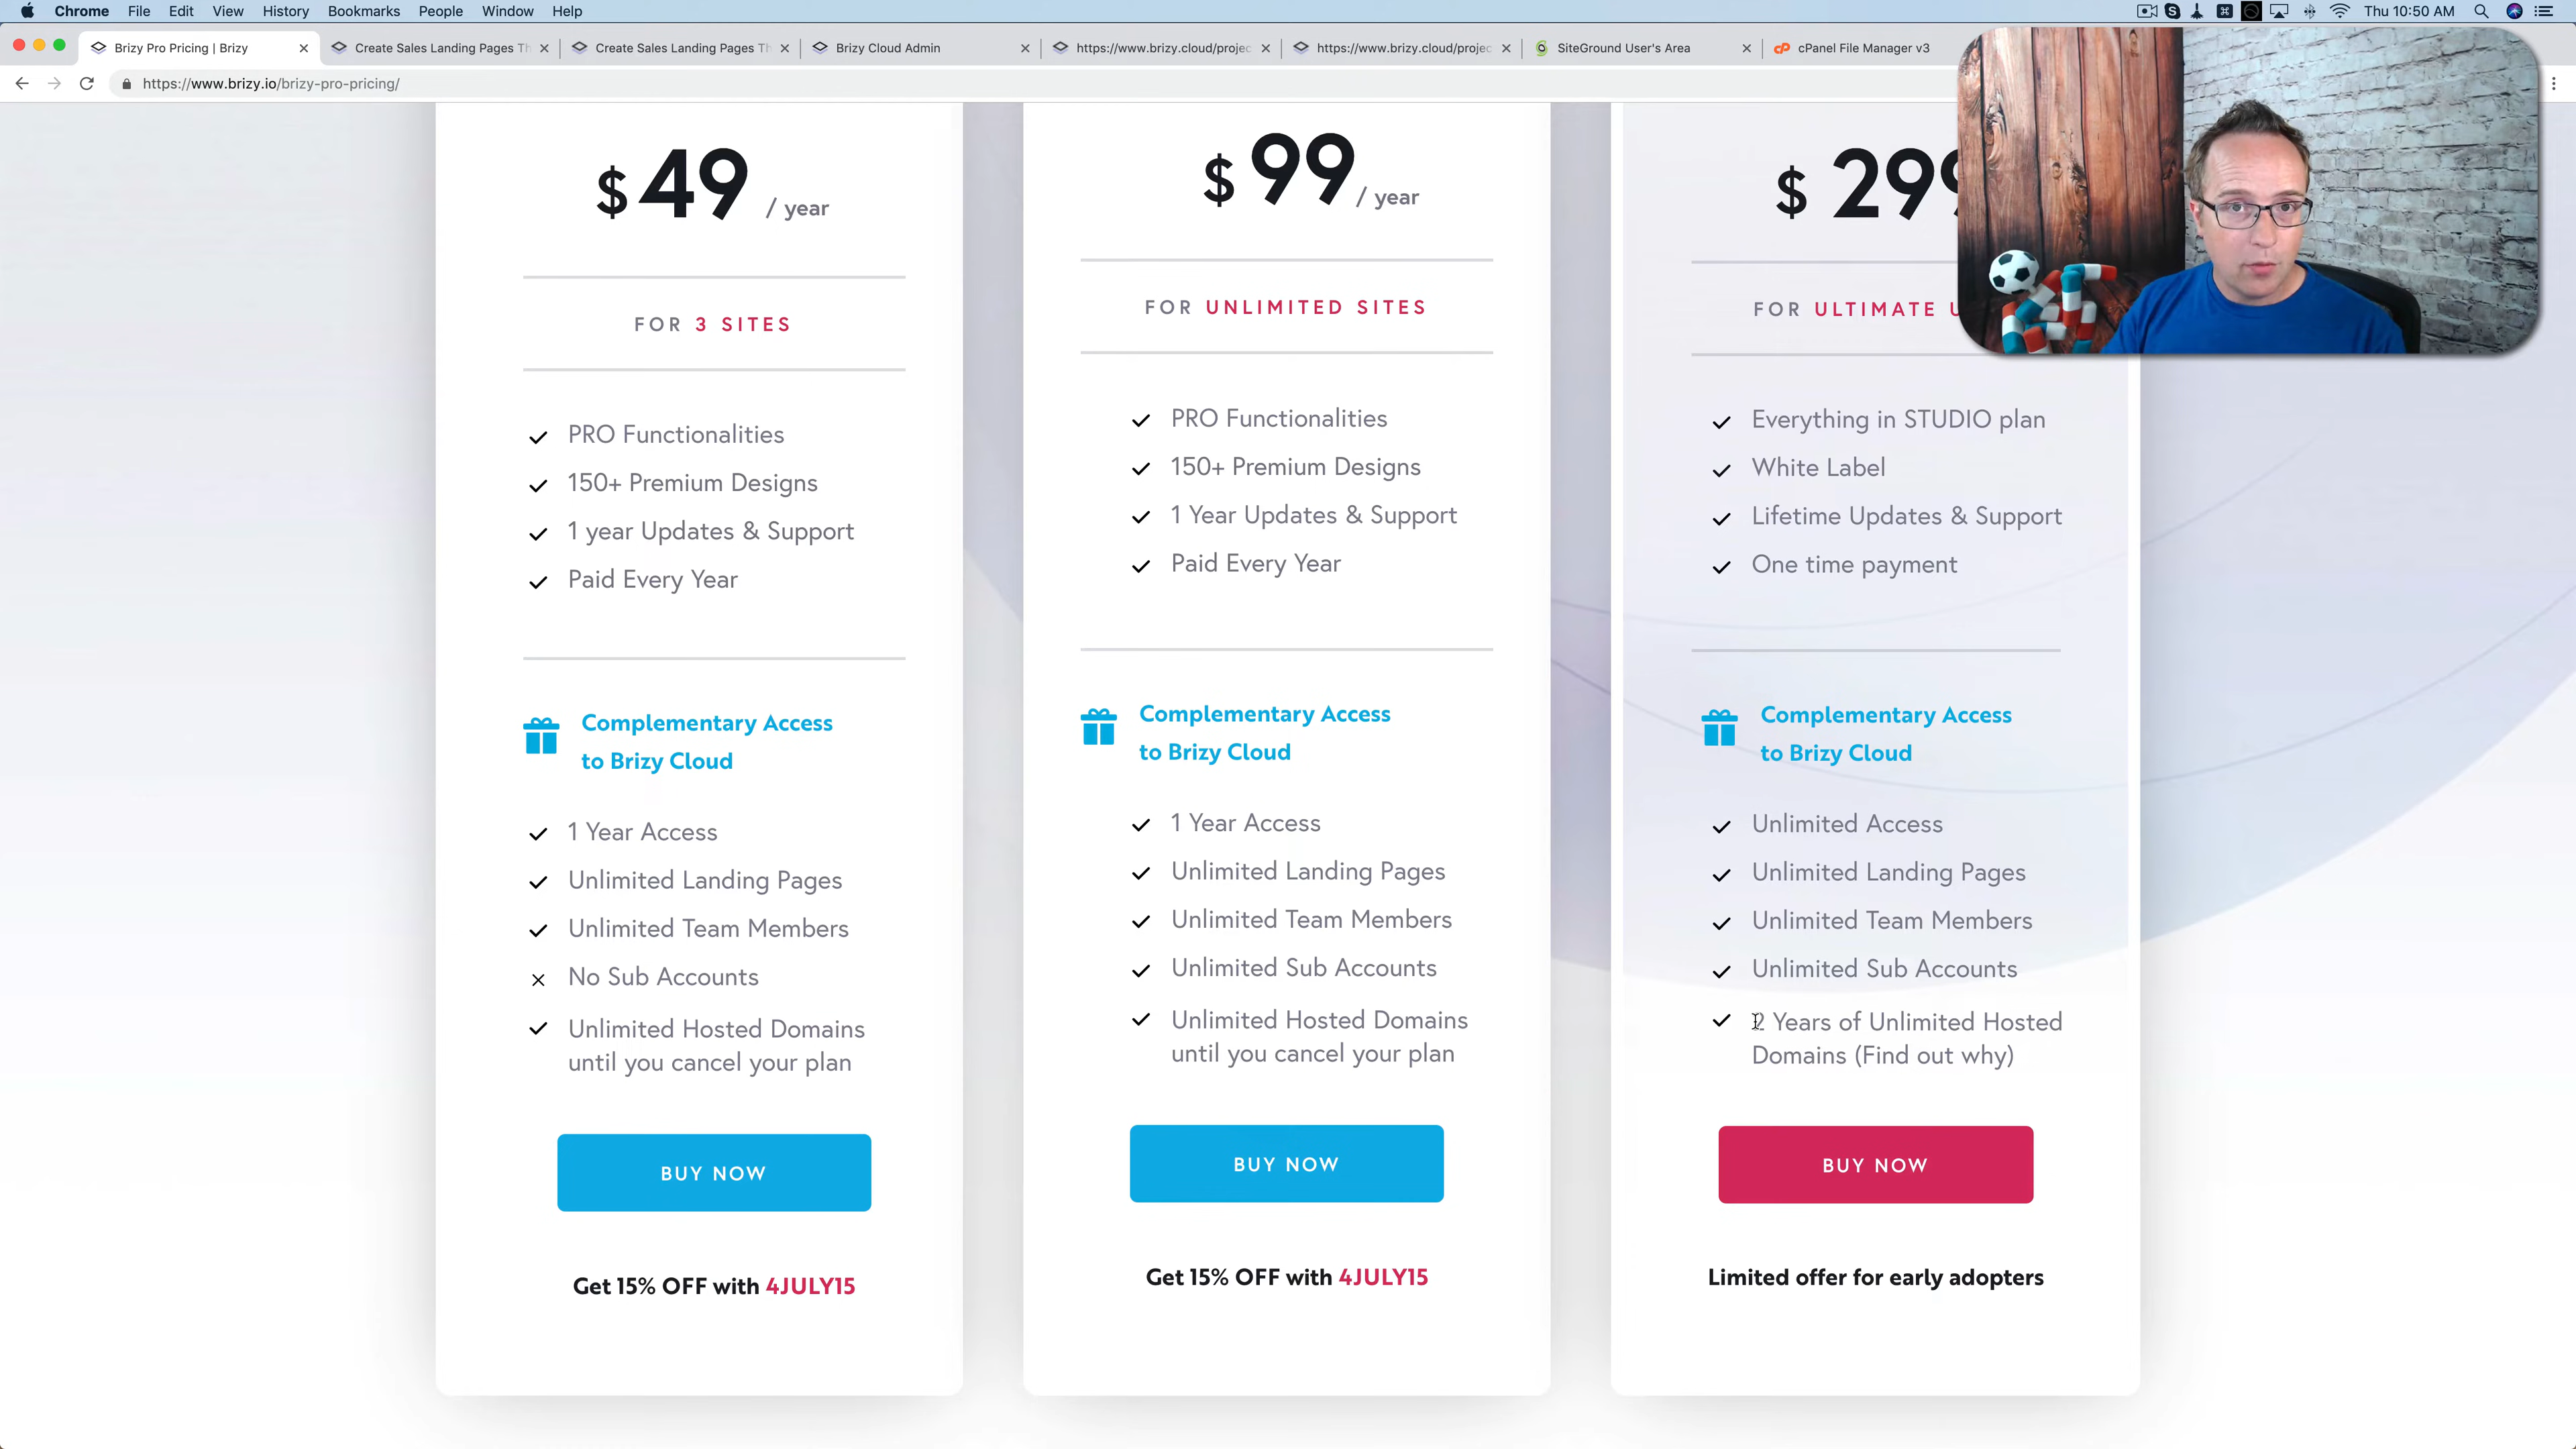 Chrome File Edit View History Bookmarks People Window Help Thu 10:50 AM
Brizy Pro Pricing | Brizy
Create Sales Landing Pages Th
Create Sales Landing Pages Th
Brizy Cloud Admin
https://www.brizy.cloud/projec
https://www.brizy.cloud/projec
SiteGround User's Area
cPanel File Manager v3
https://www.brizy.io/brizy-pro-pricing/
$49 / year
FOR 3 SITES
PRO Functionalities
150+ Premium Designs
1 year Updates & Support
Paid Every Year
Complementary Access
to Brizy Cloud
1 Year Access
Unlimited Landing Pages
Unlimited Team Members
No Sub Accounts
Unlimited Hosted Domains
until you cancel your plan
BUY NOW
Get 15% OFF with 4JULY15
$99 / year
FOR UNLIMITED SITES
PRO Functionalities
150+ Premium Designs
1 Year Updates & Support
Paid Every Year
Complementary Access
to Brizy Cloud
1 Year Access
Unlimited Landing Pages
Unlimited Team Members
Unlimited Sub Accounts
Unlimited Hosted Domains
until you cancel your plan
BUY NOW
Get 15% OFF with 4JULY15
$ 299
FOR ULTIMATE U
Everything in STUDIO plan
White Label
Lifetime Updates & Support
One time payment
Complementary Access
to Brizy Cloud
Unlimited Access
Unlimited Landing Pages
Unlimited Team Members
Unlimited Sub Accounts
2 Years of Unlimited Hosted
Domains (Find out why)
BUY NOW
Limited offer for early adopters